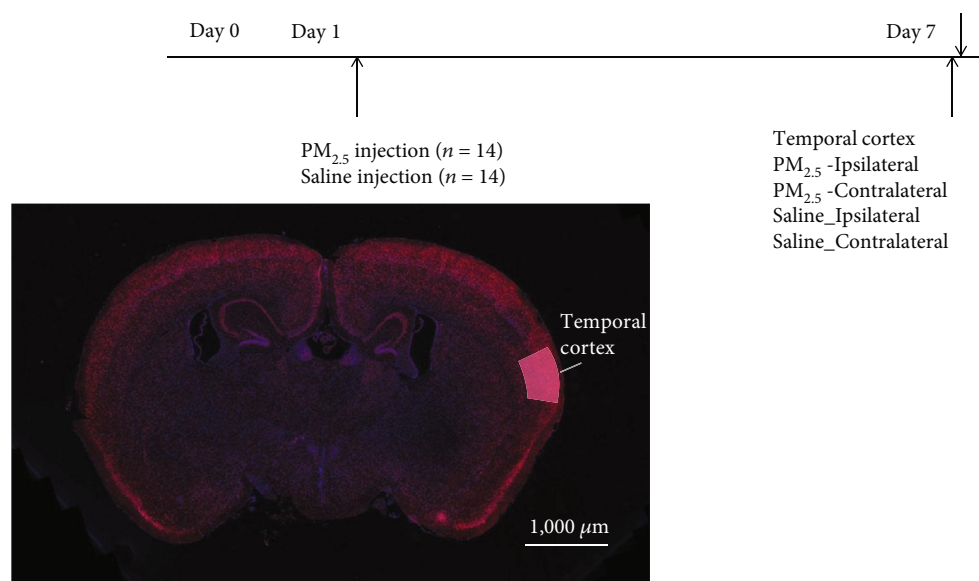 Day 0 Day 1 Day 7
PM2.5 injection (n = 14)
Saline injection (n = 14)
Temporal cortex
PM2.5 -Ipsilateral
PM2.5 -Contralateral
Saline_Ipsilateral
Saline_Contralateral
Temporal
cortex
1,000 μm